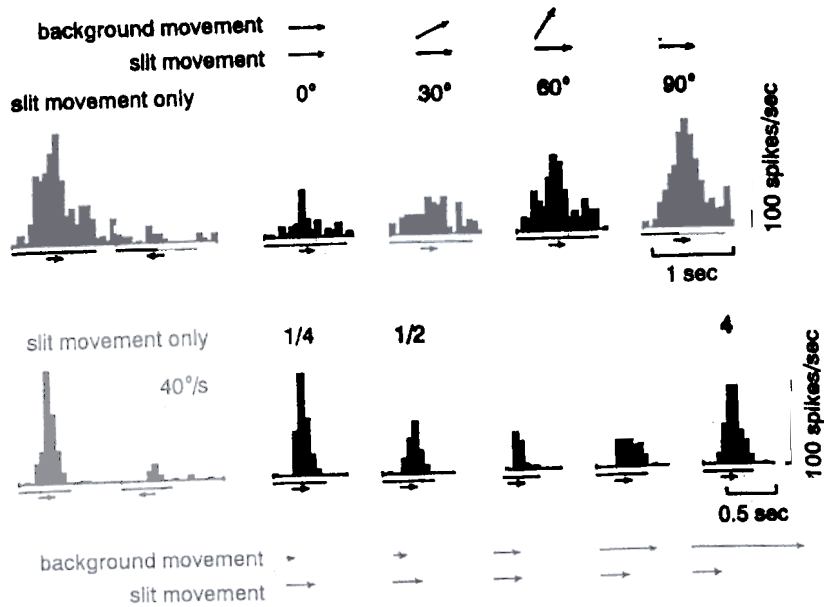 background movement
slit movement
slit movement only 0° 30° 60° 90°
100 spikes/sec
1 sec
slit movement only 1/4 1/2 4
40°/s
100 spikes/sec
0.5 sec
background movement
slit movement